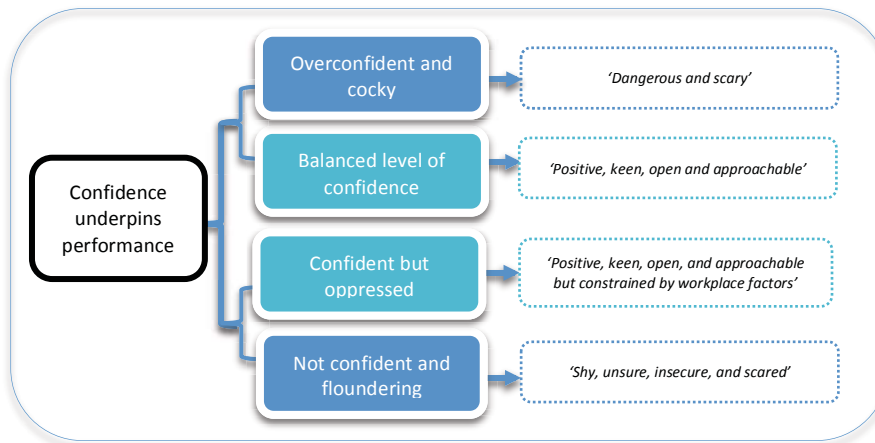 Confidence
underpins
performance
Overconfident and
cocky
‘Dangerous and scary’
Balanced level of
confidence
‘Positive, keen, open and approachable’
Confident but
oppressed
‘Positive, keen, open, and approachable
but constrained by workplace factors’
Not confident and
floundering
‘Shy, unsure, insecure, and scared’